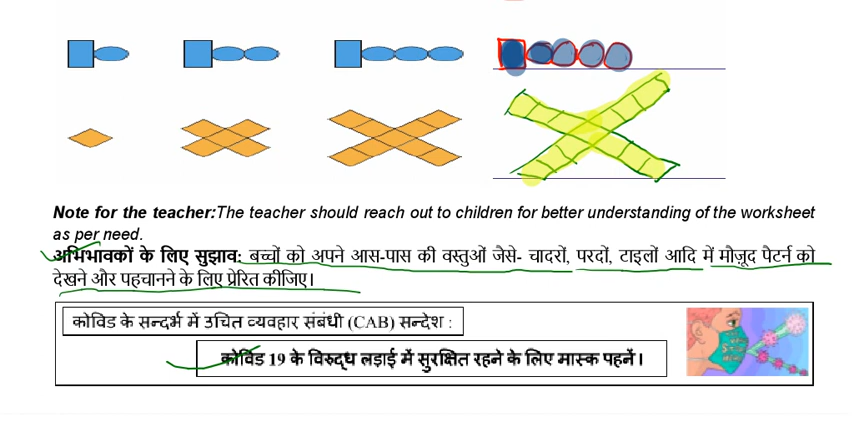 Note for the teacher:The teacher should reach out to children for better understanding of the worksheet
as per need.
अभिभावकों के लिए सुझाव: बच्चों को अपने आस-पास की वस्तुओं जैसे- चादरों, परदों, टाइलों आदि में मौज़ूद पैटर्न को
देखने और पहचानने के लिए प्रेरित कीजिए।
कोविड के सन्दर्भ में उचित व्यवहार संबंधी (CAB) सन्देश :
कोविड 19 के विरुद्ध लड़ाई में सुरक्षित रहने के लिए मास्क पहनें।